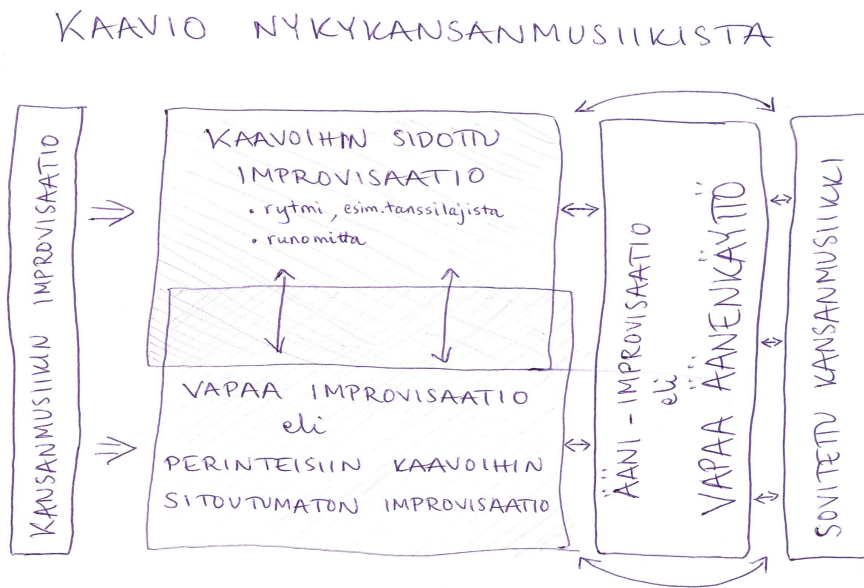 KAAVIO NYKYKANSANMUSIIKISTA
KANSANMUSIIKIN IMPROVISAATIO
KAAVOIHIN SIDOTTU
IMPROVISAATIO
• rytmi, esim. tanssilajista
• runomitta
VAPAA IMPROVISAATIO
eli
PERINTEISIIN KAAVOIHIN
SITOUTUMATON IMPROVISAATIO
ÄÄNI-IMPROVISAATIO
eli
VAPAA ÄÄNENKÄYTTÖ
SOVITETTU KANSANMUSIIKKI